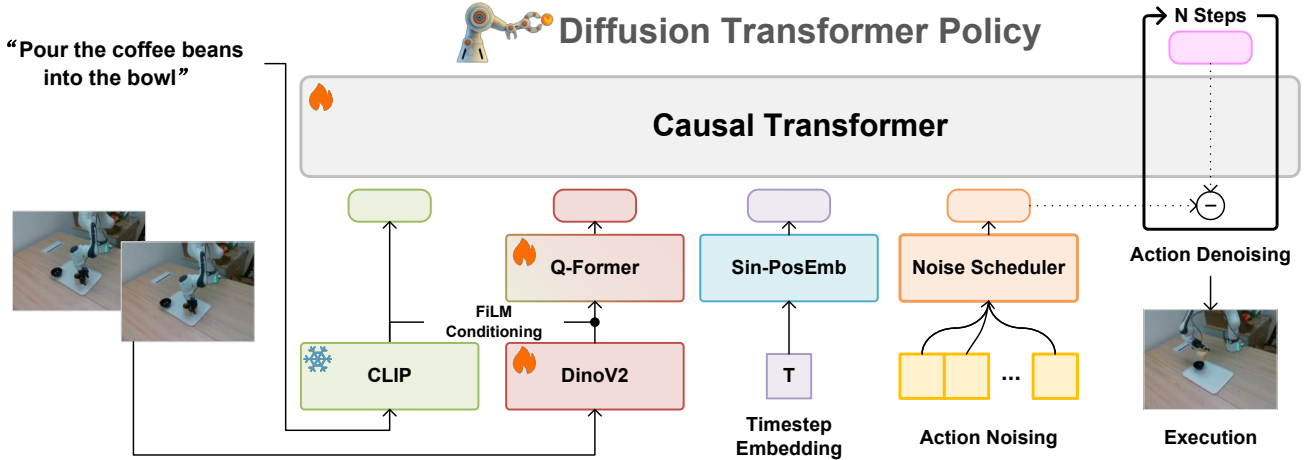 Diffusion Transformer Policy
N Steps
“Pour the coffee beans
into the bowl”
Causal Transformer
Q-Former
Sin-PosEmb
Noise Scheduler
Action Denoising
FiLM
Conditioning
CLIP
DinoV2
T
...
Timestep
Embedding
Action Noising
Execution